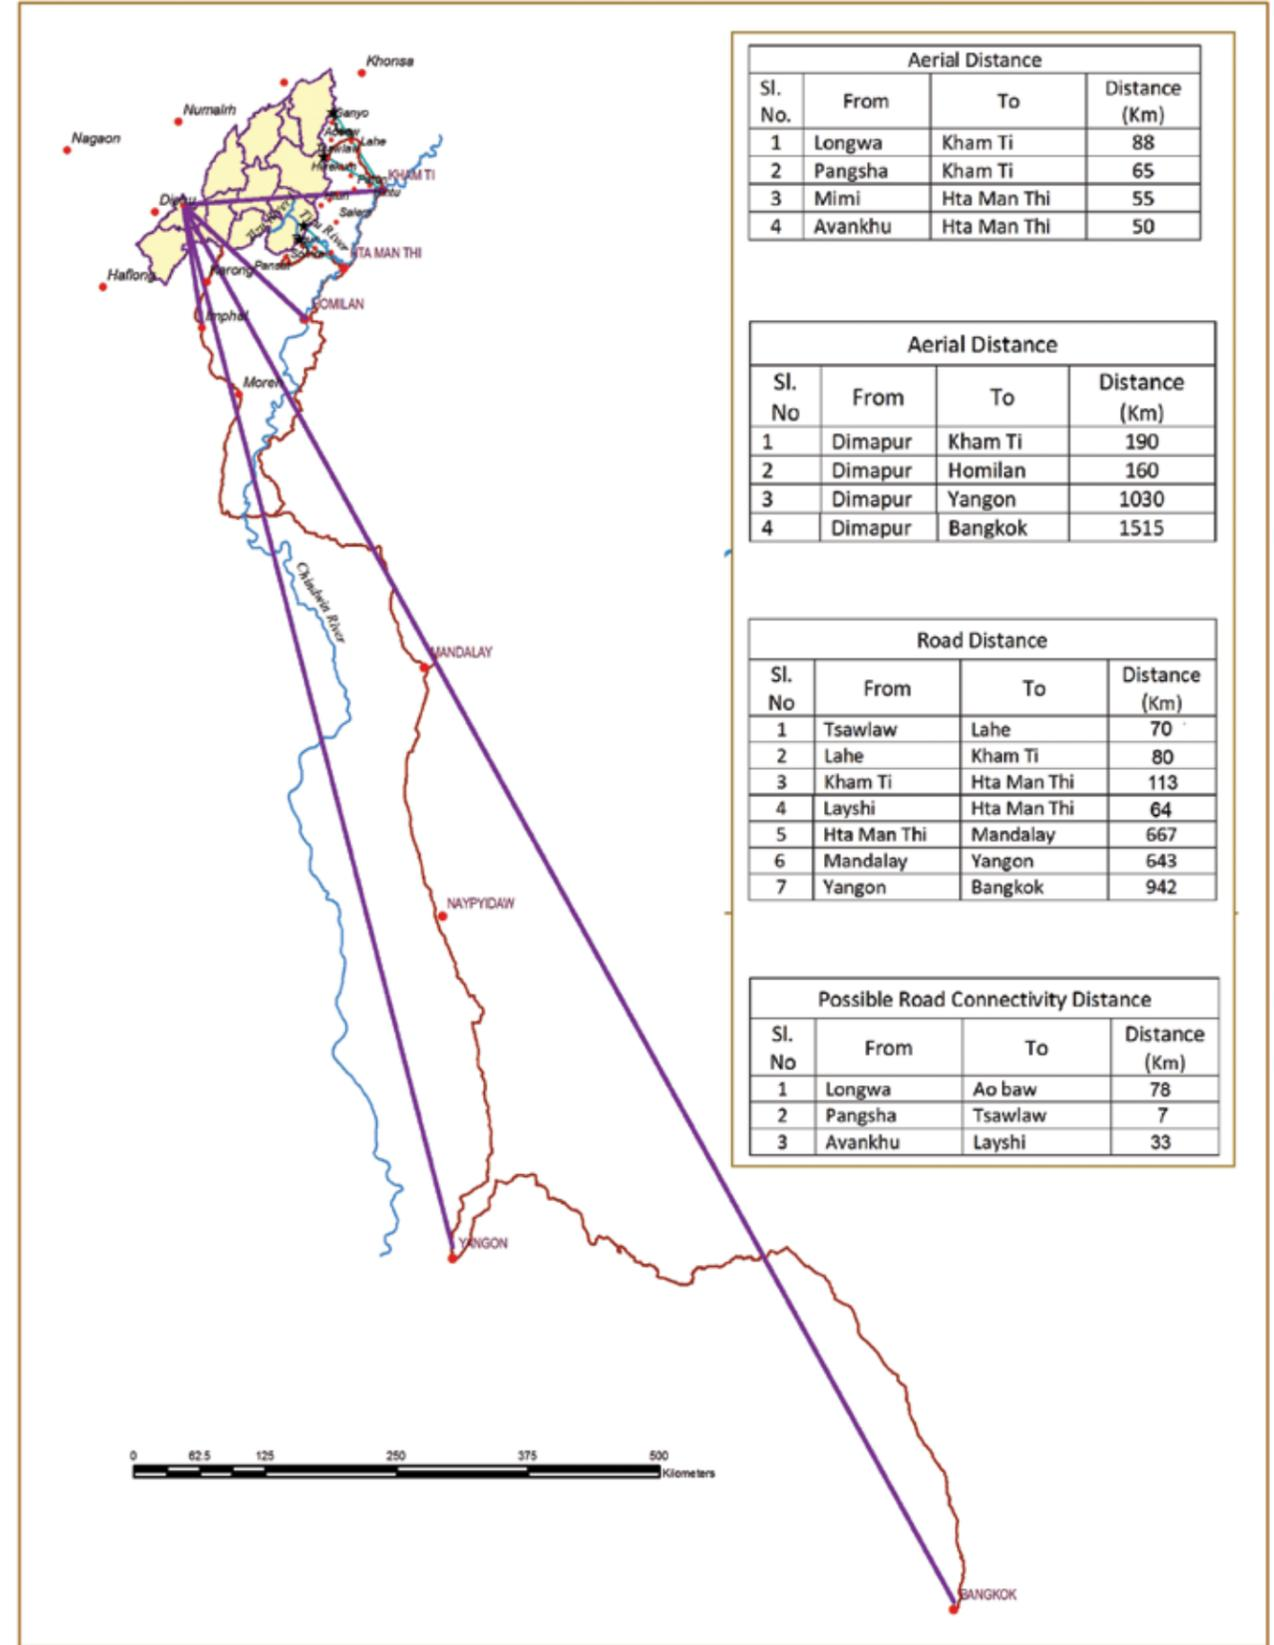 Khonsa
Numalrh
Nagaon
Sanyo
Lahe
KHAM TI
Tizu River
HTA MAN THI
Karong
Pansat
Haflong
HOMILAN
Imphal
Moreh
Chindwin River
MANDALAY
NAYPYIDAW
YANGON
BANGKOK
0 62.5 125 250 375 500
Kilometers
Aerial Distance
Sl. No. From To Distance (Km)
1 Longwa Kham Ti 88
2 Pangsha Kham Ti 65
3 Mimi Hta Man Thi 55
4 Avankhu Hta Man Thi 50
Aerial Distance
Sl. No From To Distance (Km)
1 Dimapur Kham Ti 190
2 Dimapur Homilan 160
3 Dimapur Yangon 1030
4 Dimapur Bangkok 1515
Road Distance
Sl. No From To Distance (Km)
1 Tsawlaw Lahe 70
2 Lahe Kham Ti 80
3 Kham Ti Hta Man Thi 113
4 Layshi Hta Man Thi 64
5 Hta Man Thi Mandalay 667
6 Mandalay Yangon 643
7 Yangon Bangkok 942
Possible Road Connectivity Distance
Sl. No From To Distance (Km)
1 Longwa Ao baw 78
2 Pangsha Tsawlaw 7
3 Avankhu Layshi 33